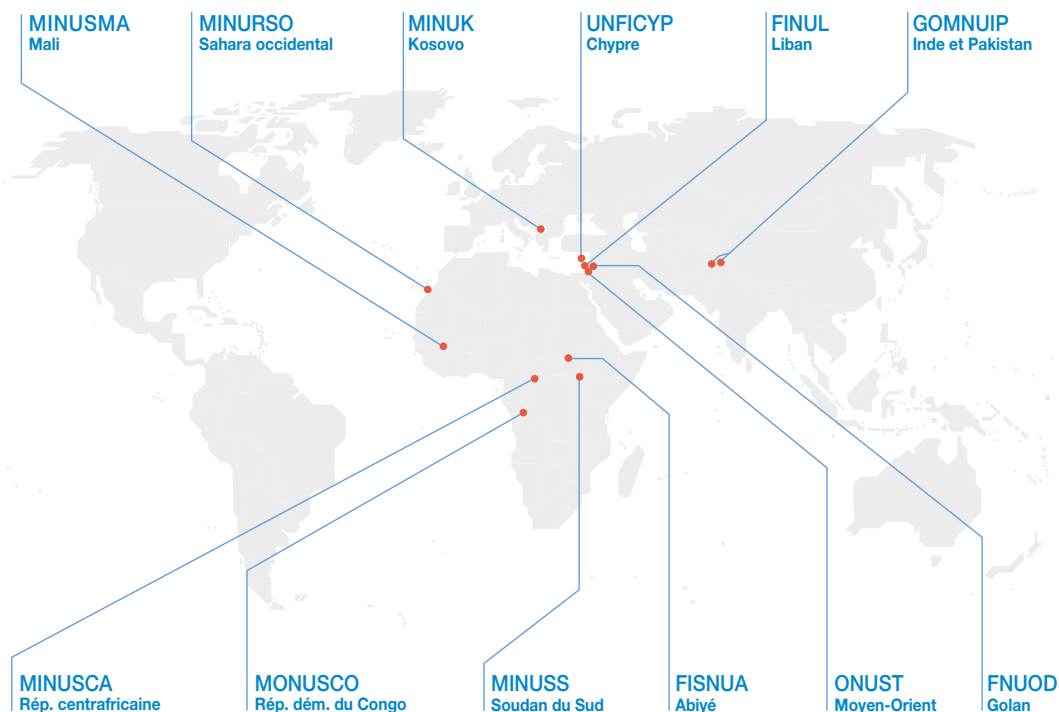 MINUSMA
Mali
MINURSO
Sahara occidental
MINUK
Kosovo
UNFICYP
Chypre
FINUL
Liban
GOMNUIP
Inde et Pakistan
MINUSCA
Rép. centrafricaine
MONUSCO
Rép. dém. du Congo
MINUSS
Soudan du Sud
FISNUA
Abiyé
ONUST
Moyen-Orient
FNUOD
Golan